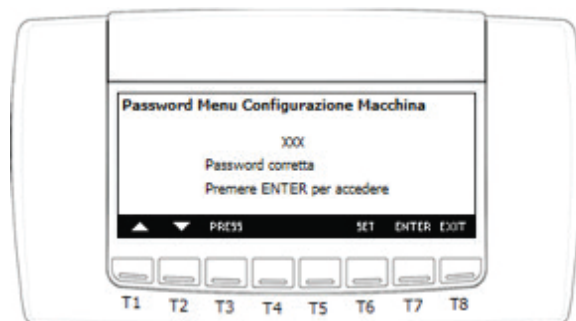 Password Menu Configurazione Macchina
XXX
Password corretta
Premere ENTER per accedere
PRESS SET ENTER EXIT
T1 T2 T3 T4 T5 T6 T7 T8